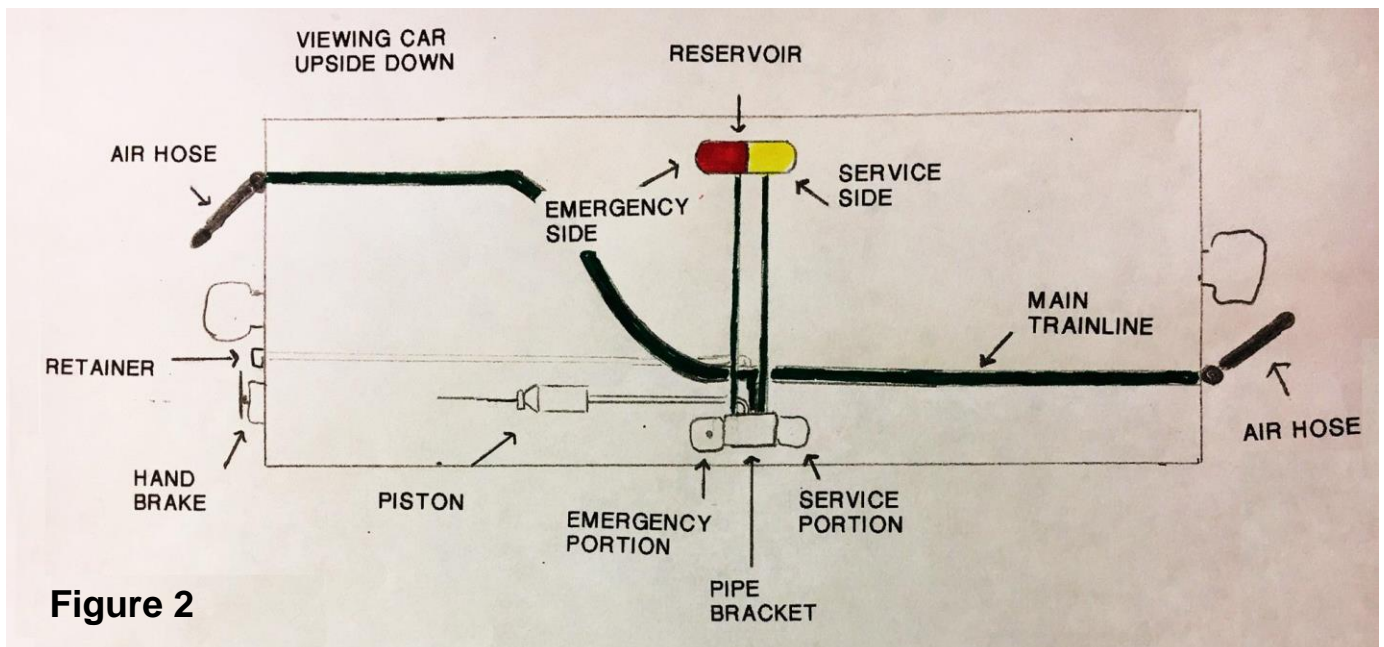 VIEWING CAR
UPSIDE DOWN
RESERVOIR
AIR HOSE
EMERGENCY
SIDE
SERVICE
SIDE
MAIN
TRAINLINE
RETAINER
AIR HOSE
HAND
BRAKE
PISTON
EMERGENCY
PORTION
SERVICE
PORTION
PIPE
BRACKET
Figure 2